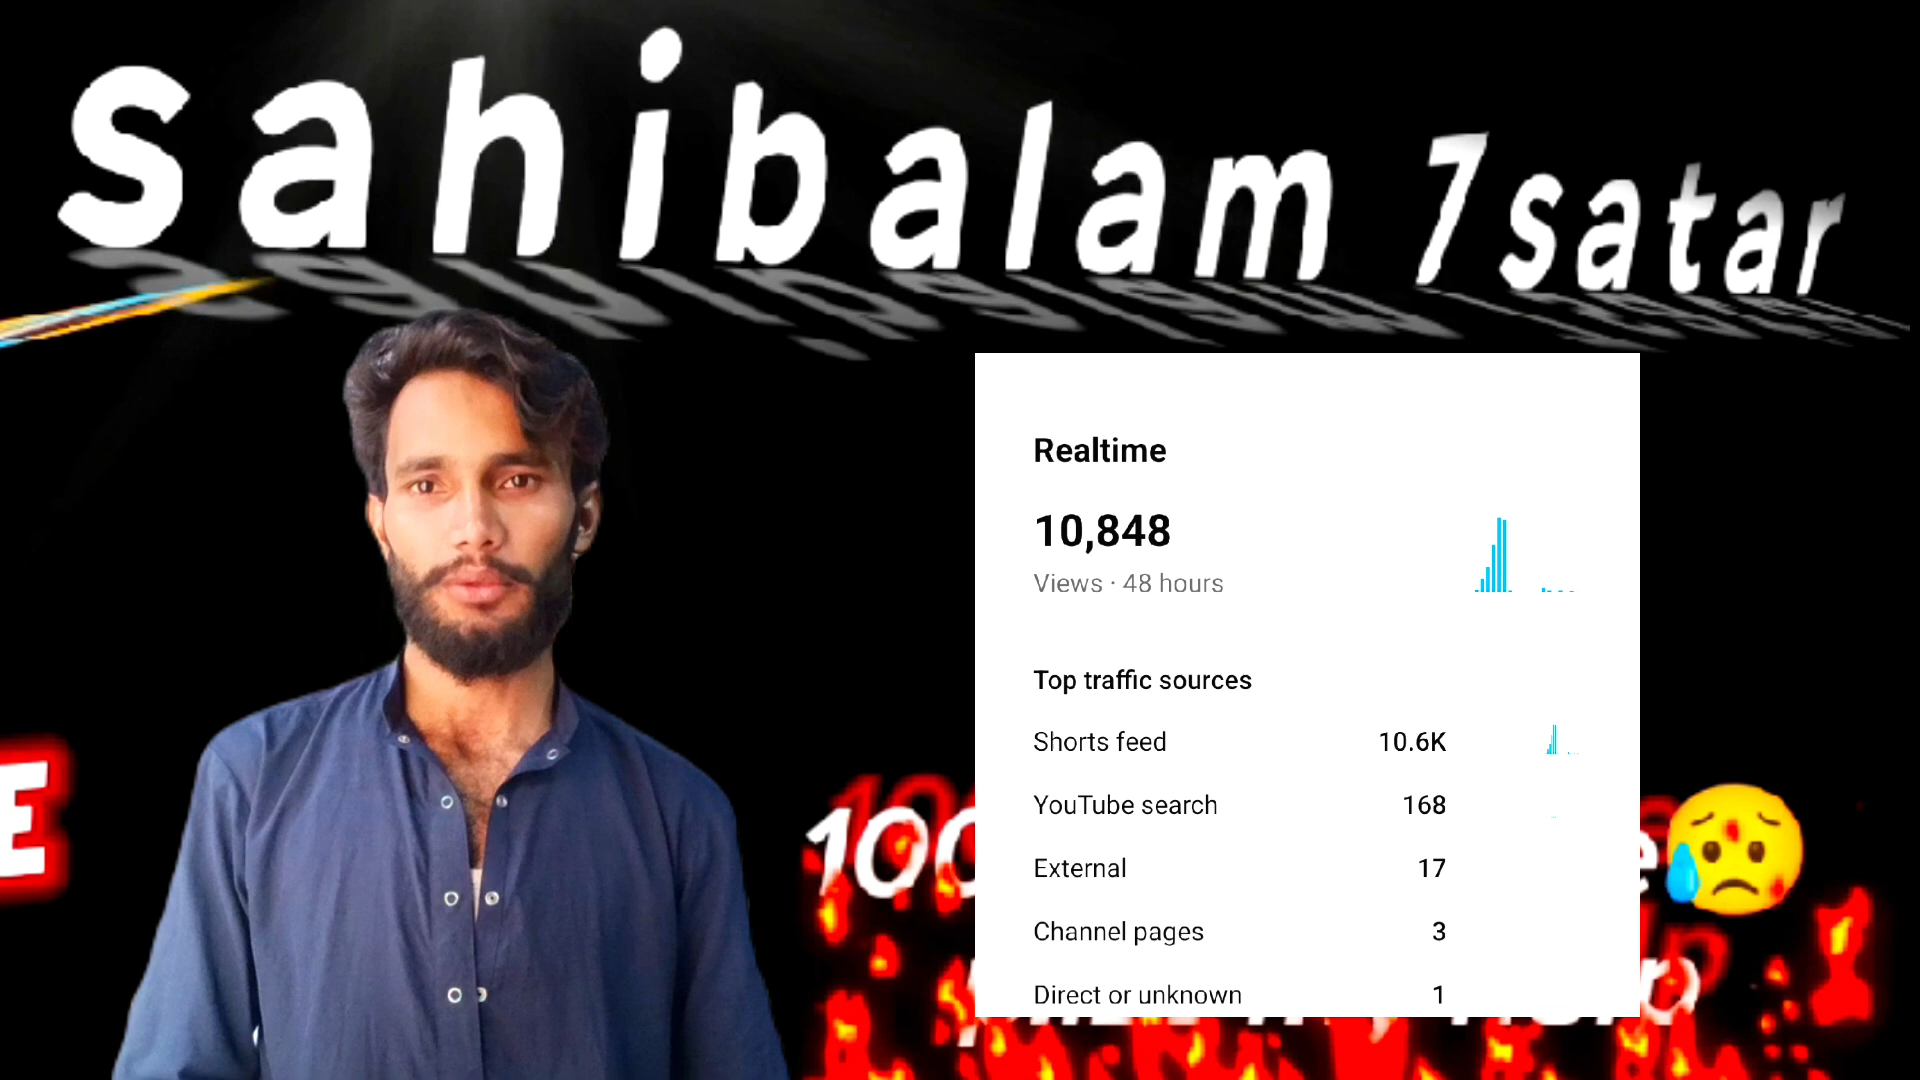 sahibalam 7satar
Realtime
10,848
Views · 48 hours
Top traffic sources
Shorts feed 10.6K
YouTube search 168
External 17
Channel pages 3
Direct or unknown 1
E
100